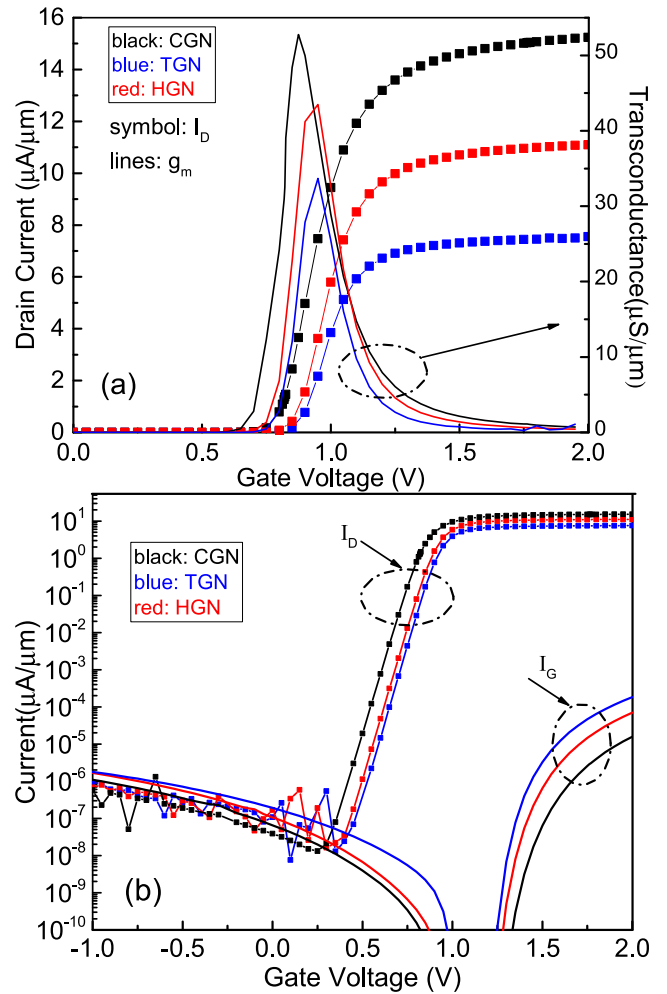 16
14
12
10
8
6
4
2
0
Drain Current (μA/μm)
black: CGN
blue: TGN
red: HGN
symbol: I_D
lines: g_m
(a)
50
40
30
20
10
0
Transconductance(μS/μm)
0.0 0.5 1.0 1.5 2.0
Gate Voltage (V)
10^1
10^0
10^-1
10^-2
10^-3
10^-4
10^-5
10^-6
10^-7
10^-8
10^-9
10^-10
Current(μA/μm)
black: CGN
blue: TGN
red: HGN
I_D
I_G
(b)
-1.0 -0.5 0.0 0.5 1.0 1.5 2.0
Gate Voltage (V)